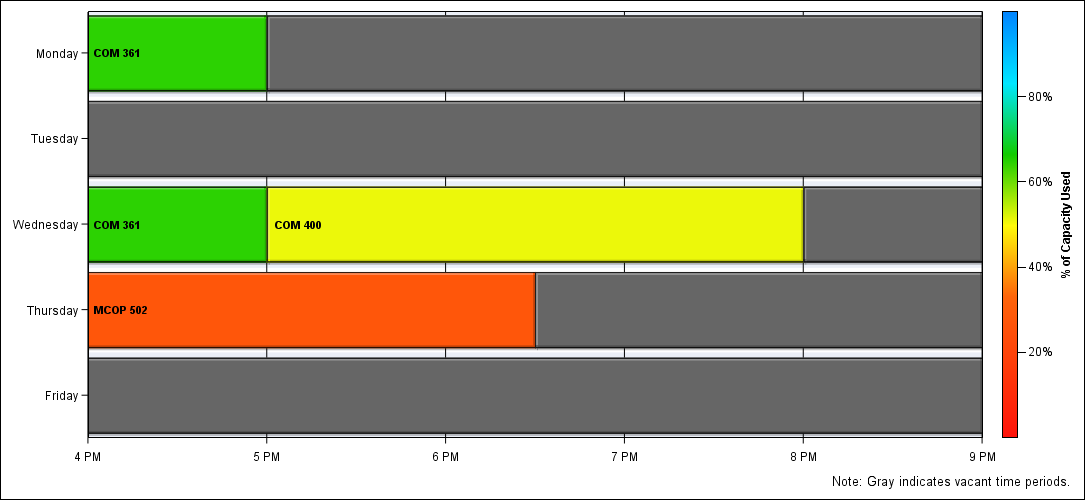 Monday
COM 361
Tuesday
Wednesday
COM 361
COM 400
Thursday
MCOP 502
Friday
4 PM
5 PM
6 PM
7 PM
8 PM
9 PM
80%
60%
40%
20%
% of Capacity Used
Note: Gray indicates vacant time periods.